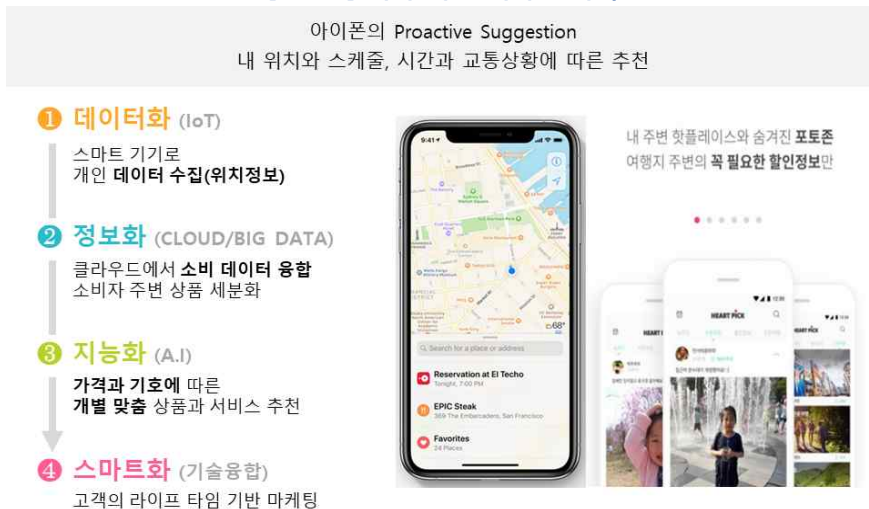 아이폰의 Proactive Suggestion
내 위치와 스케줄, 시간과 교통상황에 따른 추천
❶ 데이터화 (IoT)
스마트 기기로
개인 데이터 수집(위치정보)
❷ 정보화 (CLOUD/BIG DATA)
클라우드에서 소비 데이터 융합
소비자 주변 상품 세분화
❸ 지능화 (A.I)
가격과 기호에 따른
개별 맞춤 상품과 서비스 추천
❹ 스마트화 (기술융합)
고객의 라이프 타임 기반 마케팅
9:41
68°
Search for a place or address
Reservation at El Techo
Tonight, 7:00 PM
EPIC Steak
369 The Embarcadero, San Francisco
Favorites
24 Places
내 주변 핫플레이스와 숨겨진 포토존
여행지 주변의 꼭 필요한 할인정보만
12:30
HEART PICK